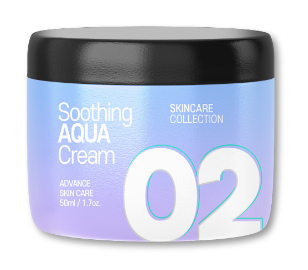 Soothing
AQUA
Cream
SKINCARE
COLLECTION
ADVANCE
SKIN CARE
50ml / 1.7oz.
02